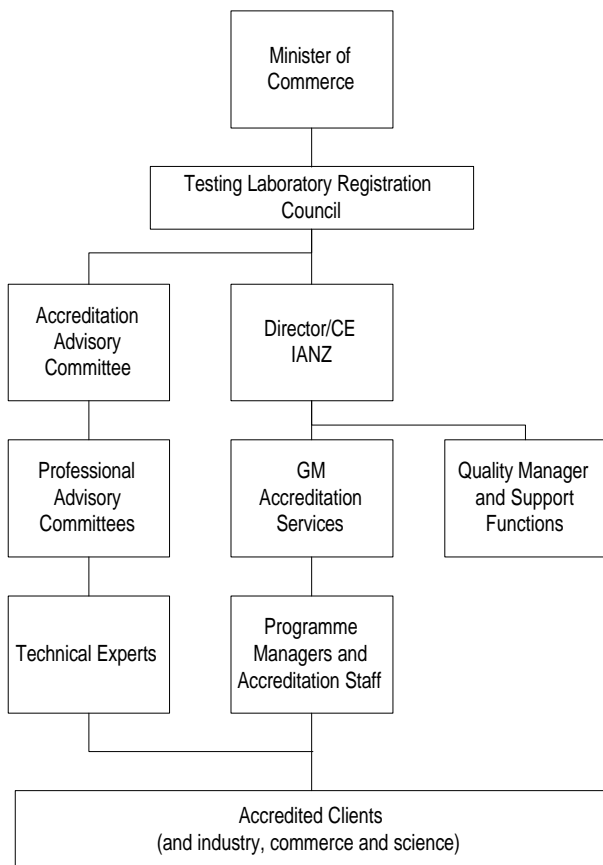 Minister of
Commerce
Testing Laboratory Registration
Council
Accreditation
Advisory
Committee
Director/CE
IANZ
Professional
Advisory
Committees
GM
Accreditation
Services
Quality Manager
and Support
Functions
Technical Experts
Programme
Managers and
Accreditation Staff
Accredited Clients
(and industry, commerce and science)